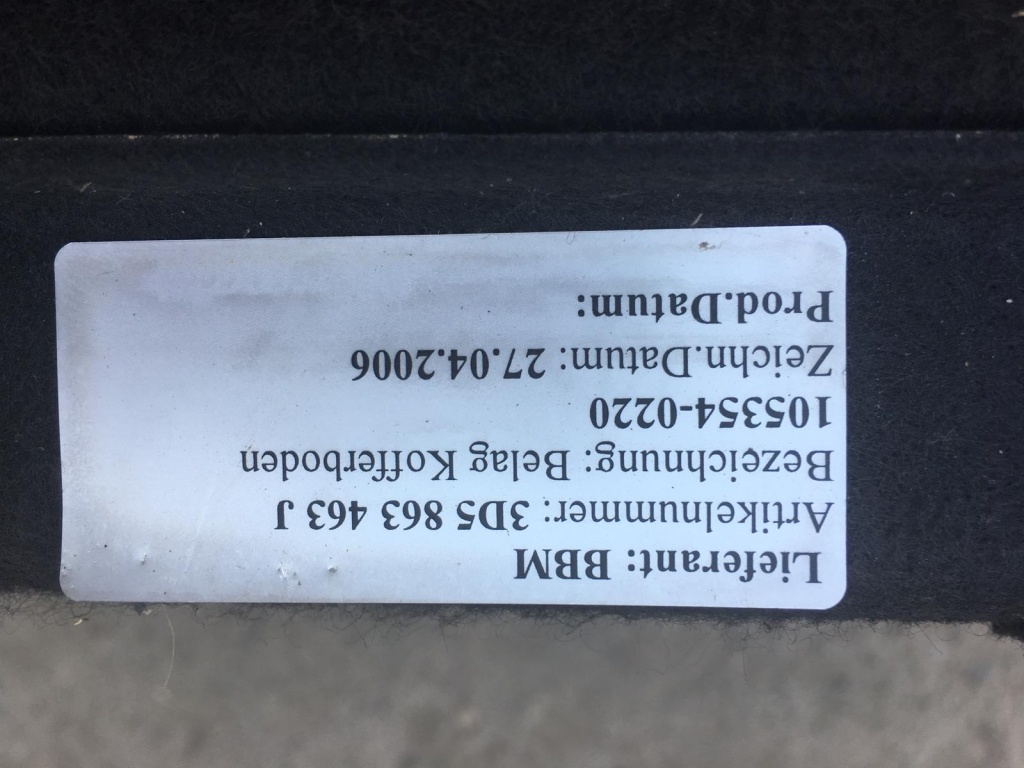 Lieferant: BBM
Artikelnummer: 3D5 863 463 J
Bezeichnung: Belag Kofferboden
105354-0220
Zeichn.Datum: 27.04.2006
Prod.Datum: